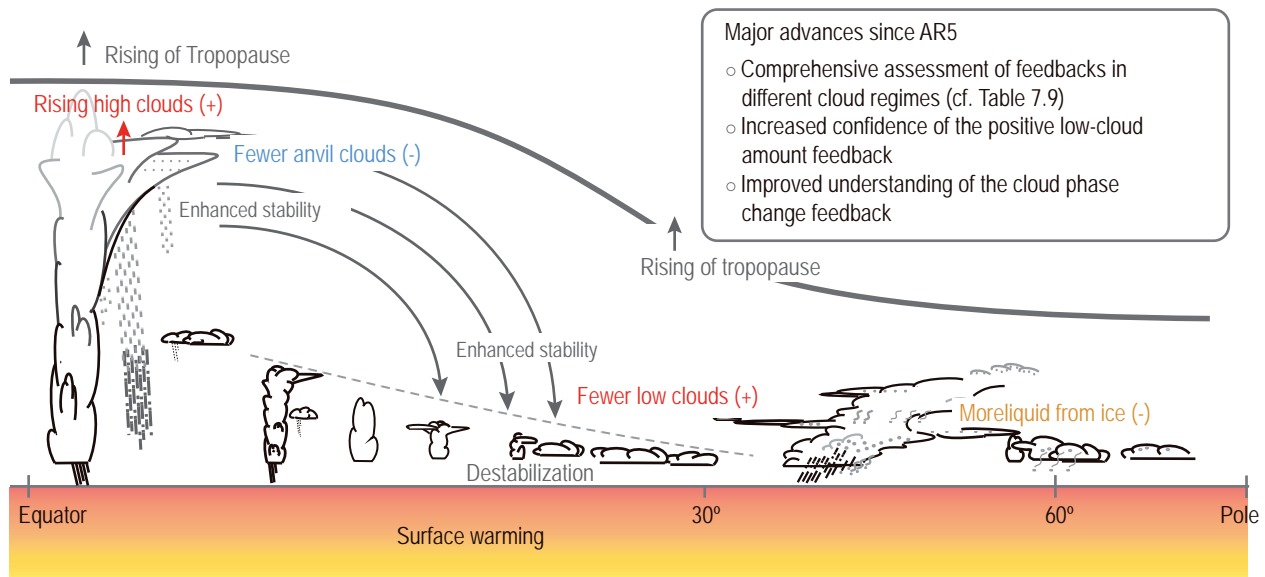 Rising of Tropopause
Rising high clouds (+)
Fewer anvil clouds (-)
Enhanced stability
Major advances since AR5
○ Comprehensive assessment of feedbacks in
different cloud regimes (cf. Table 7.9)
○ Increased confidence of the positive low-cloud
amount feedback
○ Improved understanding of the cloud phase
change feedback
Rising of tropopause
Enhanced stability
Fewer low clouds (+)
Moreliquid from ice (-)
Destabilization
Equator
30º
60º
Pole
Surface warming